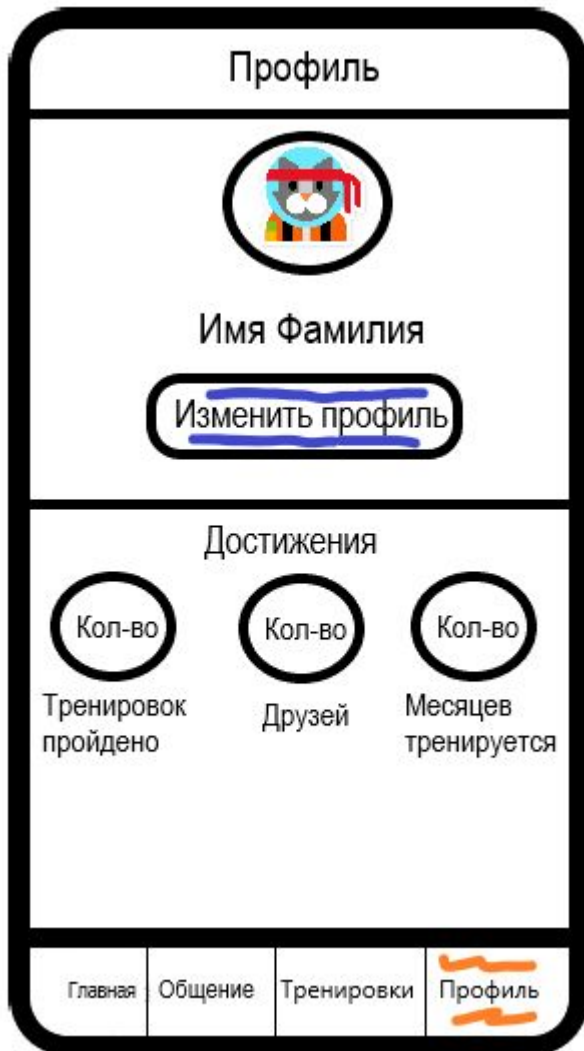 Профиль
Имя Фамилия
Изменить профиль
Достижения
Кол-во Кол-во Кол-во
Тренировок пройдено
Друзей
Месяцев тренируется
Главная Общение Тренировки Профиль